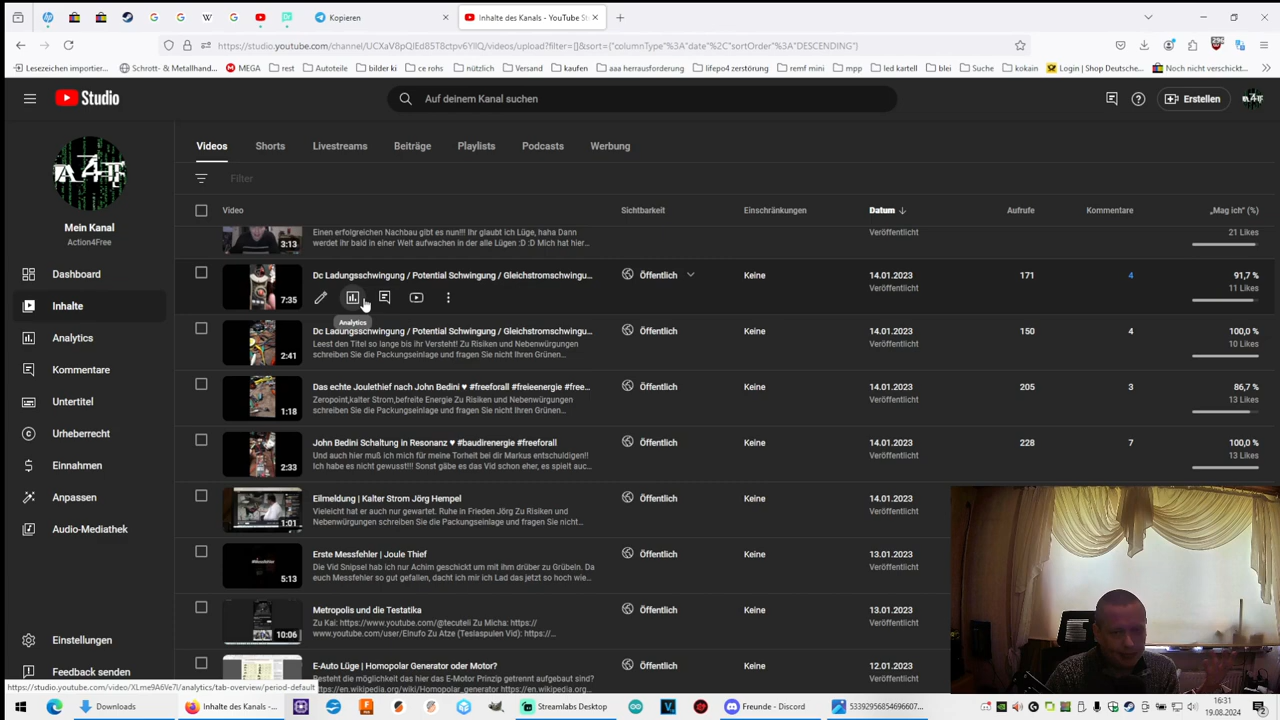 Kopieren
Inhalte des Kanals - YouTube St
https://studio.youtube.com/channel/UCXaV8pQIEd85T8ctpv6YlIQ/videos/upload?filter=[]&sort={"columnType"%3A"date"%2C"sortOrder"%3A"DESCENDING"}
Lesezeichen importier...
Schrott- & Metallhand...
MEGA
rest
Autoteile
bilder ki
ce rohs
nützlich
Versand
kaufen
aaa herrausforderung
lifepo4 zerstörung
remf mini
mpp
led kartell
blei
Suche
kokain
Login | Shop Deutsche...
Noch nicht verschickt...
Studio
Auf deinem Kanal suchen
Erstellen
A4F
Mein Kanal
Action4Free
Dashboard
Inhalte
Analytics
Kommentare
Untertitel
Urheberrecht
Einnahmen
Anpassen
Audio-Mediathek
Einstellungen
Feedback senden
Videos
Shorts
Livestreams
Beiträge
Playlists
Podcasts
Werbung
Filter
Video
Sichtbarkeit
Einschränkungen
Datum
Aufrufe
Kommentare
„Mag ich“ (%)
3:13
Einen erfolgreichen Nachbau gibt es nun!!! Ihr glaubt ich Lüge, haha Dann
werdet ihr bald in einer Welt aufwachen in der alle Lügen :D :D Mich hat hier...
Veröffentlicht
21 Likes
7:35
Dc Ladungsschwingung / Potential Schwingung / Gleichstromschwingu...
Öffentlich
Keine
14.01.2023
Veröffentlicht
171
4
91,7 %
11 Likes
Analytics
2:41
Dc Ladungsschwingung / Potential Schwingung / Gleichstromschwingu...
Leest den Titel so lange bis ihr Versteht! Zu Risiken und Nebenwürungen
schreiben Sie die Packungseinlage und fragen Sie nicht Ihren Grünen...
Öffentlich
Keine
14.01.2023
Veröffentlicht
150
4
100,0 %
10 Likes
1:18
Das echte Joulethief nach John Bedini ♥ #freeforall #freieenergie #free...
Zeropoint,kalter Strom,befreite Energie Zu Risiken und Nebenwürungen
schreiben Sie die Packungseinlage und fragen Sie nicht Ihren Grünen...
Öffentlich
Keine
14.01.2023
Veröffentlicht
205
3
86,7 %
13 Likes
2:33
John Bedini Schaltung in Resonanz ♥ #baudirenergie #freeforall
Und auch hier muß ich mich für meine Torheit bei dir Markus entschuldigen!!
Ich habe es nicht gewusst!!! Sonst gäbe es das Vid schon eher, es spielt auc...
Öffentlich
Keine
14.01.2023
Veröffentlicht
228
7
100,0 %
13 Likes
1:01
Eilmeldung | Kalter Strom Jörg Hempel
Vieleicht hat er auch nur gewartet. Ruhe in Frieden Jörg Zu Risiken und
Nebenwürungen schreiben Sie die Packungseinlage und fragen Sie nicht...
Öffentlich
Keine
14.01.2023
Veröffentlicht
5:13
Erste Messfehler | Joule Thief
Die Vid Snipsel hab ich nur Achim geschickt um mit ihm drüber zu Grübeln. Da
euch Messfehler so gut gefallen, dacht ich mir ich Lad das jetzt so hoch wie...
Öffentlich
Keine
13.01.2023
Veröffentlicht
10:06
Metropolis und die Testatika
Zu Kai: https://www.youtube.com/@tecuteli Zu Micha: https://
www.youtube.com/user/Elnufo Zu Atze (Teslaspulen Vid): https:/...
Öffentlich
Keine
13.01.2023
Veröffentlicht
E-Auto Lüge | Homopolar Generator oder Motor?
Besteht die möglichkeit das hier das E-Motor Prinzip getrennt aufgebaut sind?
https://en.wikipedia.org/wiki/Homopolar_generator https://en.wikipedia...
Öffentlich
Keine
12.01.2023
Veröffentlicht
https://studio.youtube.com/video/XLme9A6Ve7I/analytics/tab-overview/period-default
Downloads
Inhalte des Kanals - Yo...
Streamlabs Desktop
Freunde - Discord
53392956854696607...
16:31
19.08.2024